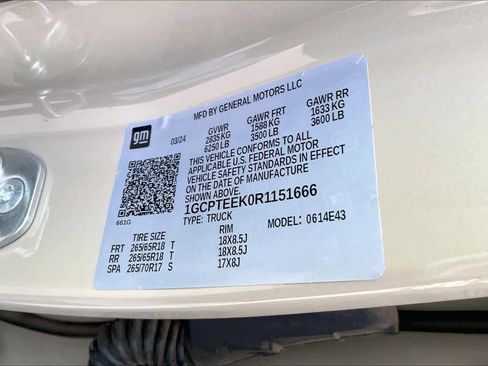 MFD BY GENERAL MOTORS LLC
gm
03/24
GVWR GAWR FRT GAWR RR
2835 KG 1588 KG 1633 KG
6250 LB 3500 LB 3600 LB
THIS VEHICLE CONFORMS TO ALL
APPLICABLE U.S. FEDERAL MOTOR
VEHICLE SAFETY STANDARDS IN EFFECT
ON THE DATE OF MANUFACTURE
SHOWN ABOVE.
1GCPTEEK0R1151666
661G
TYPE: TRUCK MODEL: 0614E43
TIRE SIZE RIM
FRT 265/65R18 T 18X8.5J
RR 265/65R18 T 18X8.5J
SPA 265/70R17 S 17X8J